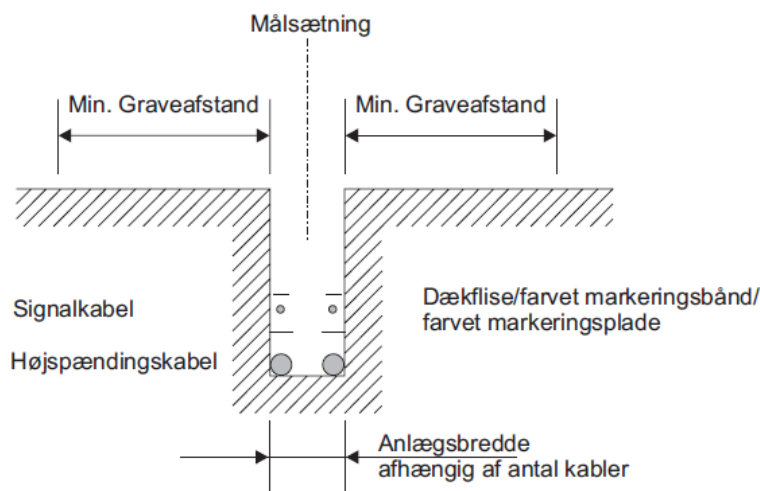 Målsætning
Min. Graveafstand
Min. Graveafstand
Signalkabel
Dækflise/farvet markeringsbånd/
farvet markeringsplade
Højspændingskabel
Anlægsbredde
afhængig af antal kabler